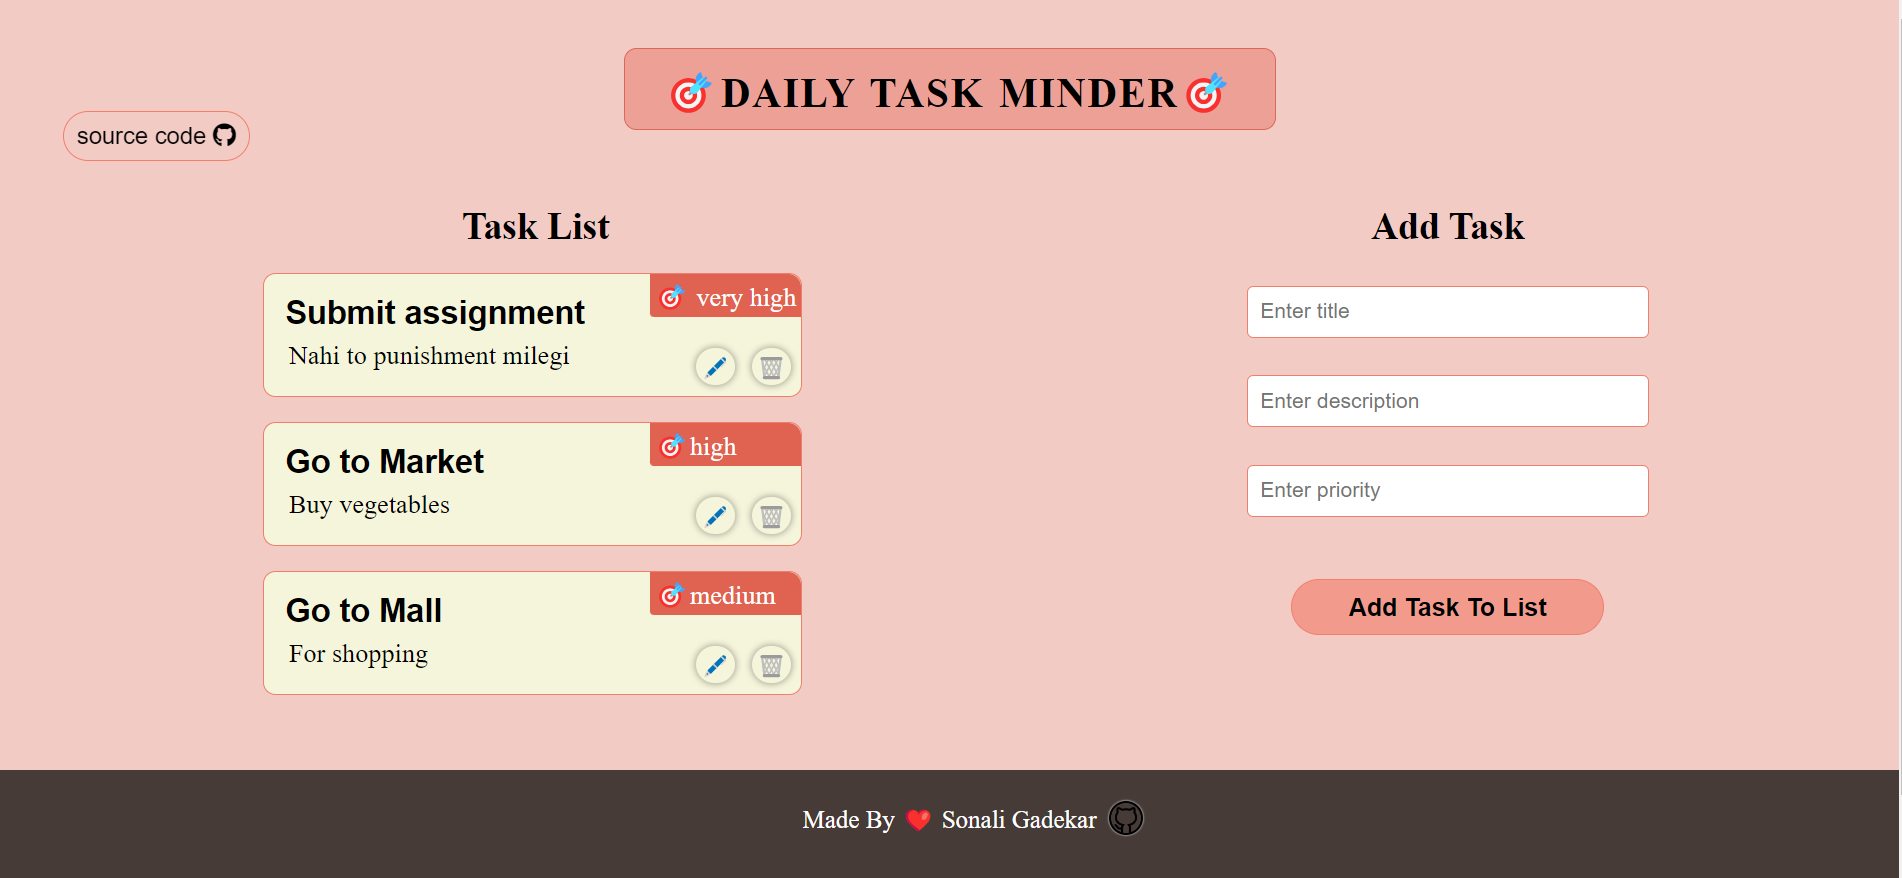 🎯DAILY TASK MINDER🎯
source code
Task List
Submit assignment
🎯 very high
Nahi to punishment milegi
Go to Market
🎯 high
Buy vegetables
Go to Mall
🎯 medium
For shopping
Add Task
Enter title
Enter description
Enter priority
Add Task To List
Made By ❤️ Sonali Gadekar